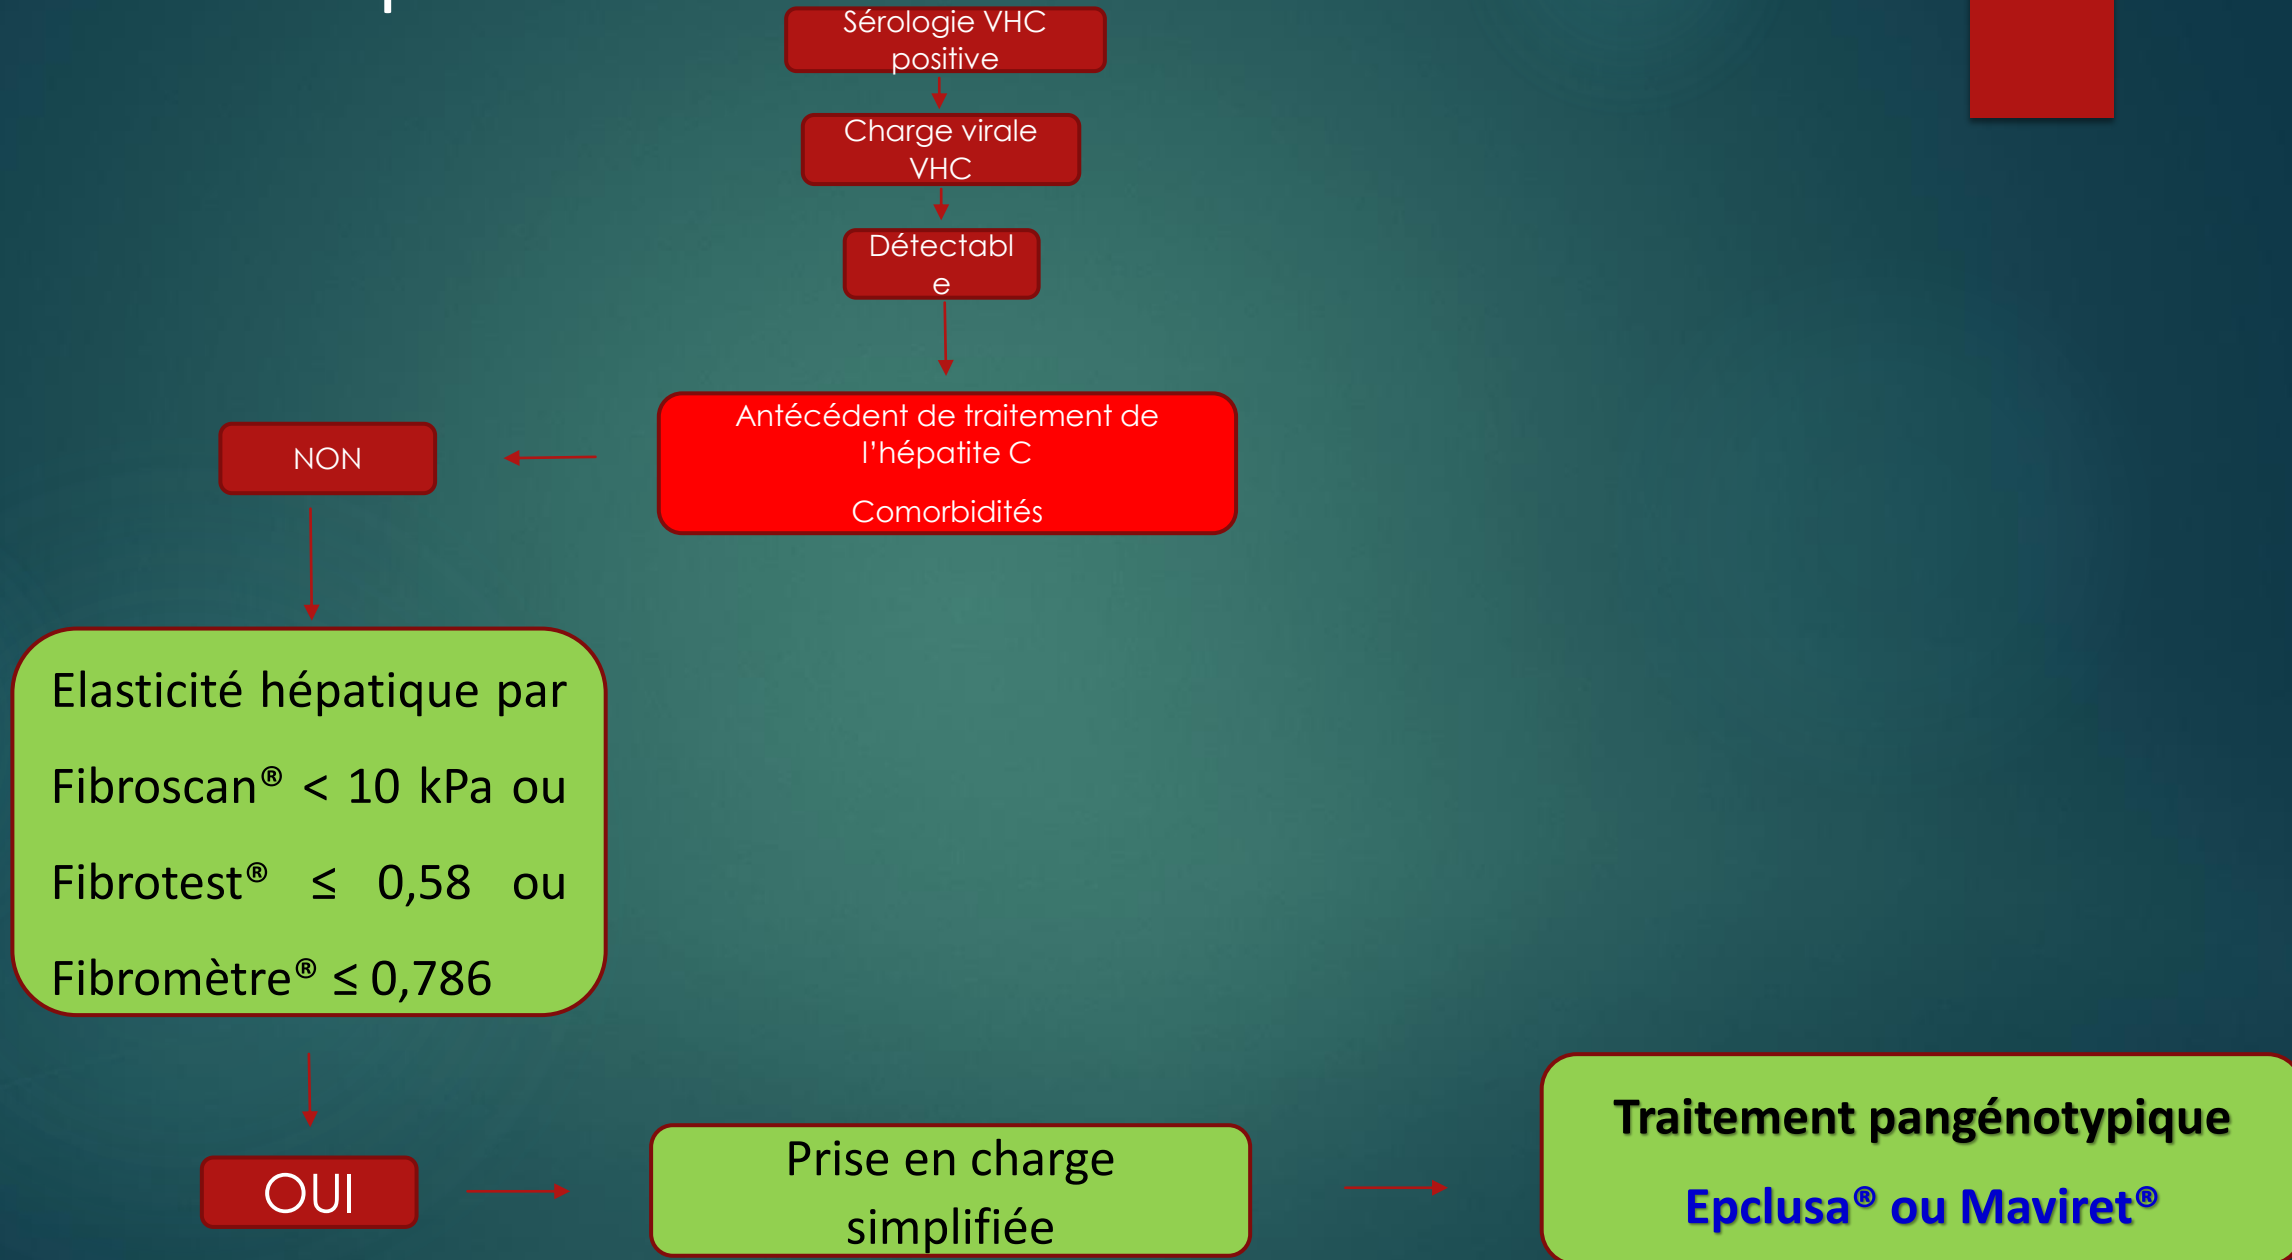 Sérologie VHC
positive
Charge virale
VHC
Détectabl
e
Antécédent de traitement de
l'hépatite C
Comorbidités
NON
Elasticité hépatique par
Fibroscan® < 10 kPa ou
Fibrotest® ≤ 0,58 ou
Fibromètre® ≤ 0,786
OUI
Prise en charge
simplifiée
Traitement pangénotypique
Epclusa® ou Maviret®